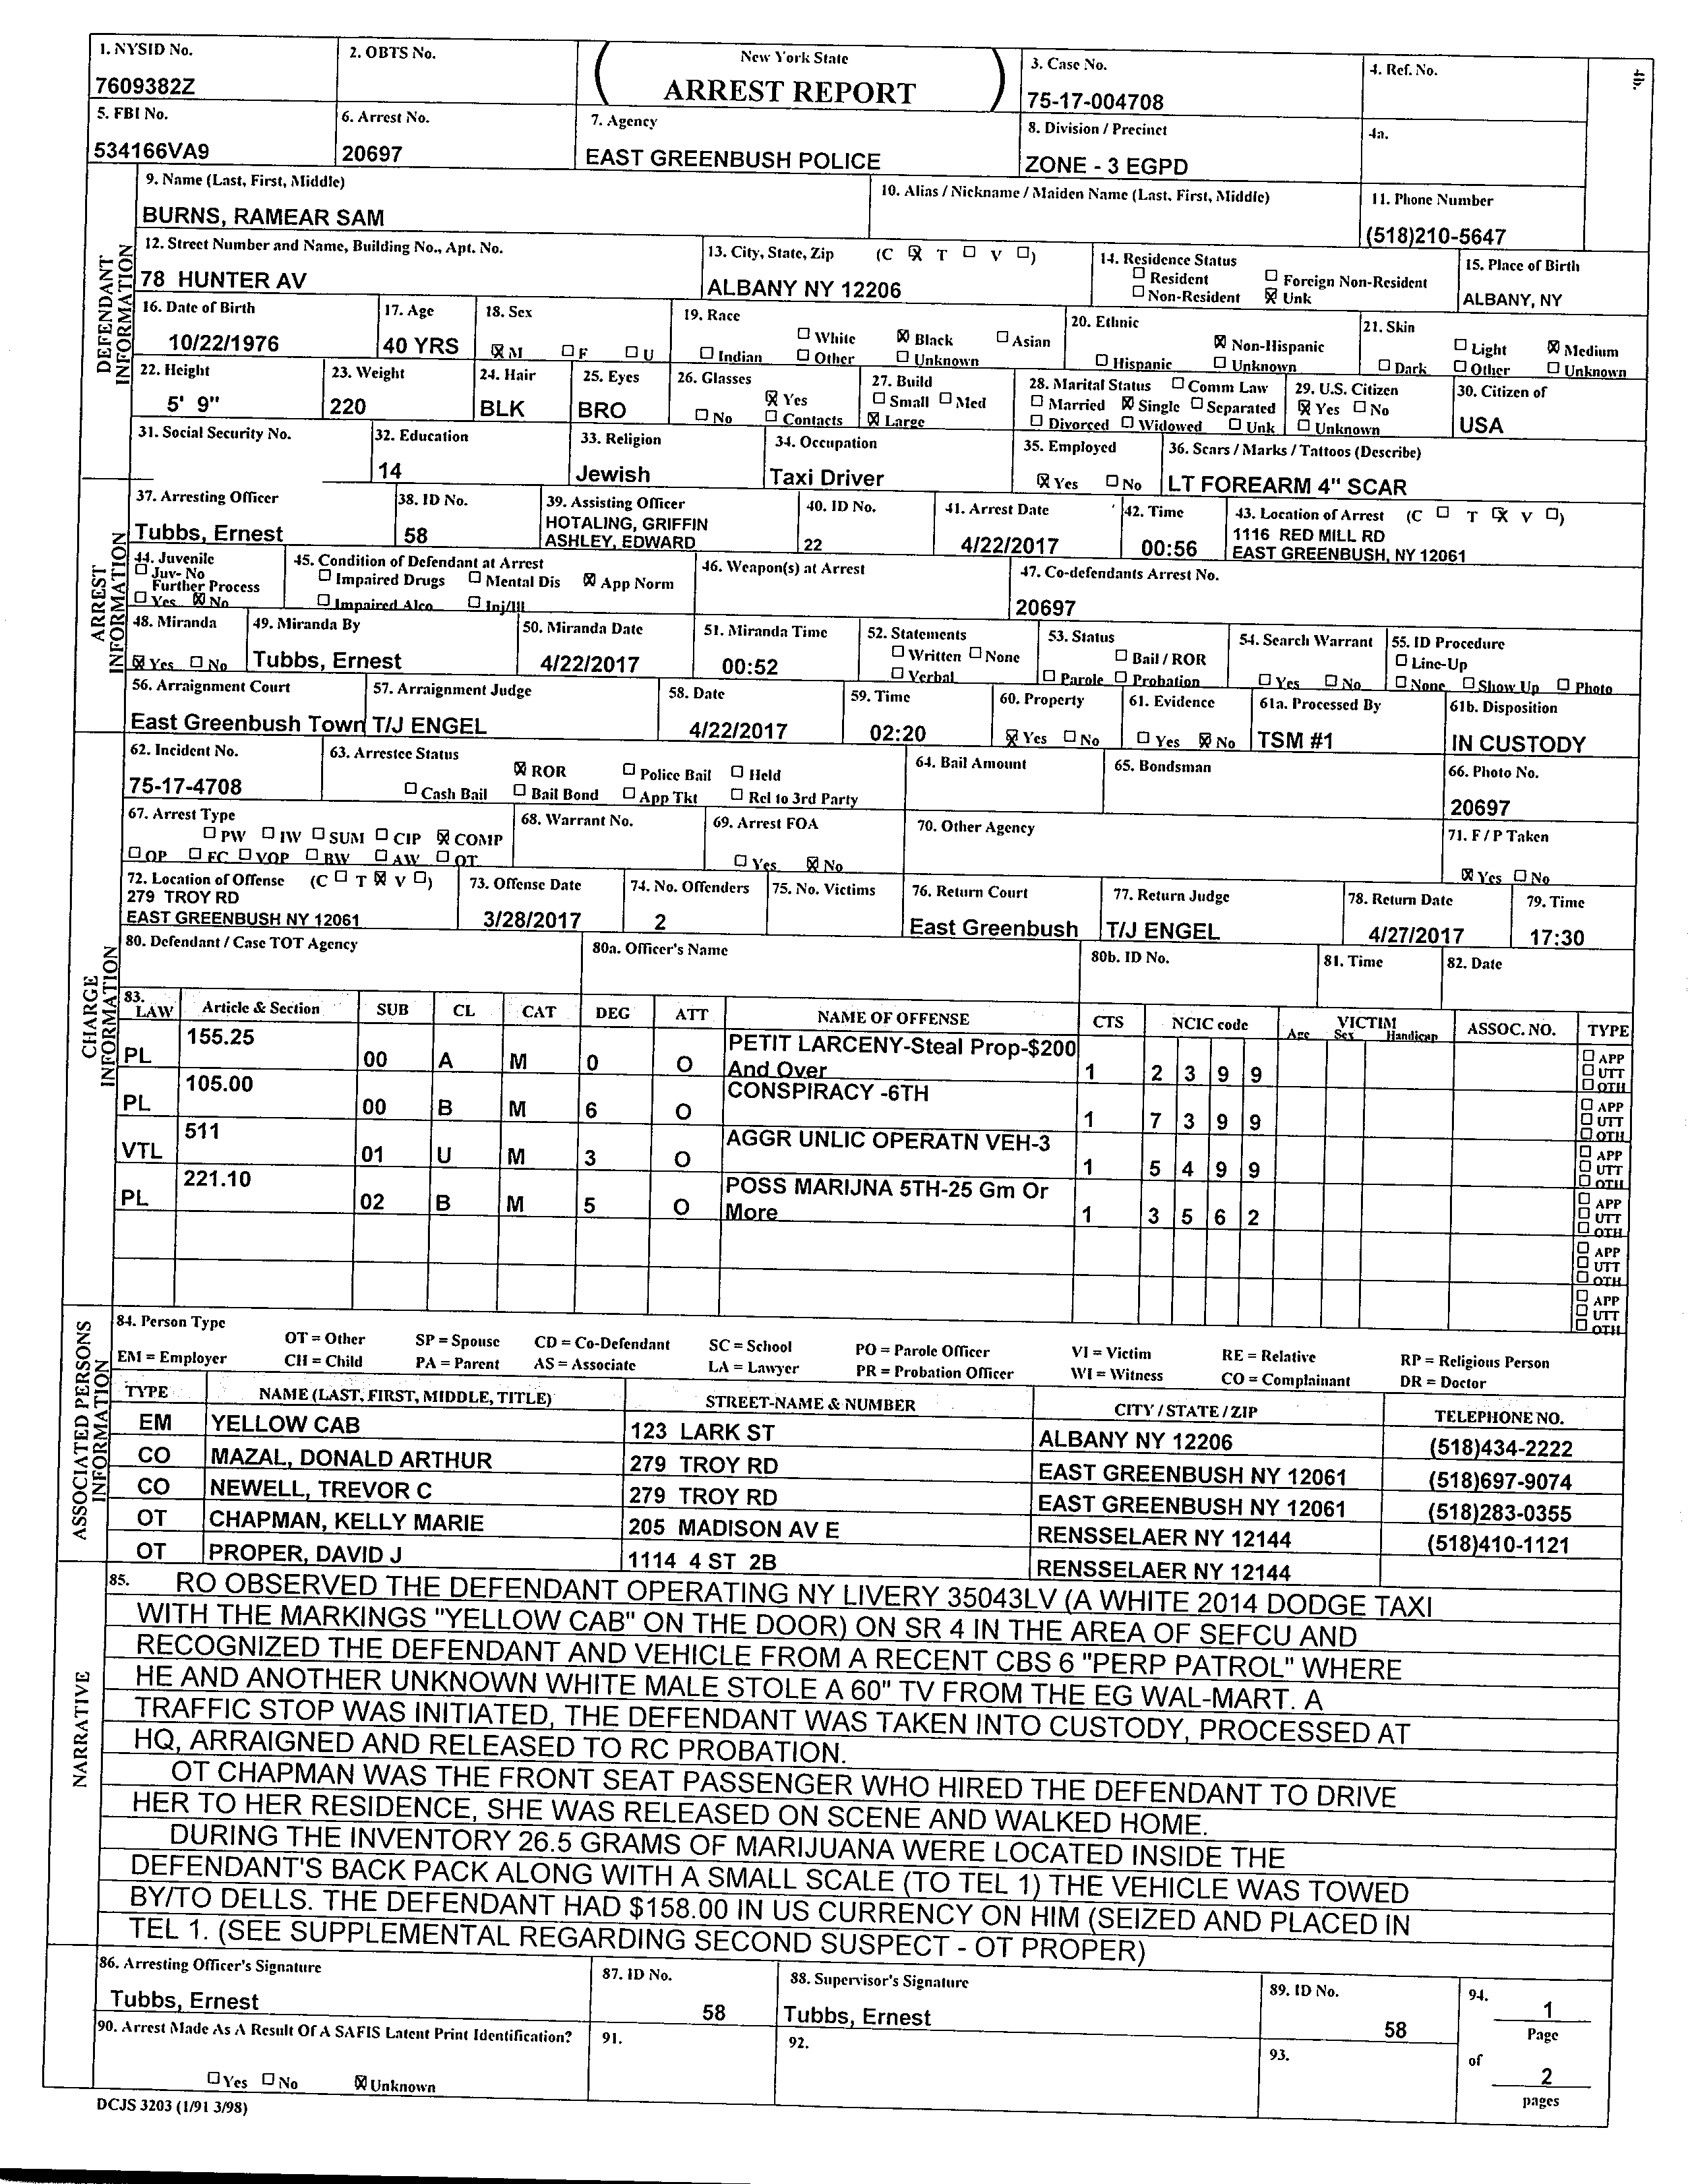 1. NYSID No.
7609382Z
2. OBTS No.
New York State
ARREST REPORT
3. Case No.
75-17-004708
4. Ref. No.
4b.
5. FBI No.
534166VA9
6. Arrest No.
20697
7. Agency
EAST GREENBUSH POLICE
8. Division / Precinct
ZONE - 3 EGPD
4a.
DEFENDANT INFORMATION
9. Name (Last, First, Middle)
BURNS, RAMEAR SAM
10. Alias / Nickname / Maiden Name (Last, First, Middle)
11. Phone Number
(518)210-5647
12. Street Number and Name, Building No., Apt. No.
78 HUNTER AV
13. City, State, Zip (C ☒ T ☐ V ☐)
ALBANY NY 12206
14. Residence Status
☐ Resident ☐ Foreign Non-Resident
☐ Non-Resident ☒ Unk
15. Place of Birth
ALBANY, NY
16. Date of Birth
10/22/1976
17. Age
40 YRS
18. Sex
☒ M ☐ F ☐ U
19. Race
☐ White ☒ Black ☐ Asian
☐ Indian ☐ Other ☐ Unknown
20. Ethnic
☒ Non-Hispanic
☐ Hispanic ☐ Unknown
21. Skin
☐ Light ☒ Medium
☐ Dark ☐ Other ☐ Unknown
22. Height
5' 9"
23. Weight
220
24. Hair
BLK
25. Eyes
BRO
26. Glasses
☒ Yes
☐ No ☐ Contacts
27. Build
☐ Small ☐ Med
☒ Large
28. Marital Status ☐ Comm Law
☐ Married ☒ Single ☐ Separated
☐ Divorced ☐ Widowed ☐ Unk
29. U.S. Citizen
☒ Yes ☐ No
☐ Unknown
30. Citizen of
USA
31. Social Security No.
32. Education
14
33. Religion
Jewish
34. Occupation
Taxi Driver
35. Employed
☒ Yes ☐ No
36. Scars / Marks / Tattoos (Describe)
LT FOREARM 4" SCAR
ARREST INFORMATION
37. Arresting Officer
Tubbs, Ernest
38. ID No.
58
39. Assisting Officer
HOTALING, GRIFFIN
ASHLEY, EDWARD
40. ID No.
22
41. Arrest Date
4/22/2017
42. Time
00:56
43. Location of Arrest (C ☐ T ☒ V ☐)
1116 RED MILL RD
EAST GREENBUSH, NY 12061
44. Juvenile
☐ Juv- No
Further Process
☐ Yes ☒ No
45. Condition of Defendant at Arrest
☐ Impaired Drugs ☐ Mental Dis ☒ App Norm
☐ Impaired Alco ☐ Inj/Ill
46. Weapon(s) at Arrest
47. Co-defendants Arrest No.
20697
48. Miranda
☒ Yes ☐ No
49. Miranda By
Tubbs, Ernest
50. Miranda Date
4/22/2017
51. Miranda Time
00:52
52. Statements
☐ Written ☐ None
☐ Verbal
53. Status
☐ Bail / ROR
☐ Parole ☐ Probation
54. Search Warrant
☐ Yes ☐ No
55. ID Procedure
☐ Line-Up
☐ None ☐ Show Up ☐ Photo
56. Arraignment Court
East Greenbush Town
57. Arraignment Judge
T/J ENGEL
58. Date
4/22/2017
59. Time
02:20
60. Property
☒ Yes ☐ No
61. Evidence
☐ Yes ☒ No
61a. Processed By
TSM #1
61b. Disposition
IN CUSTODY
CHARGE INFORMATION
62. Incident No.
75-17-4708
63. Arrestee Status
☒ ROR ☐ Police Bail ☐ Held
☐ Cash Bail ☐ Bail Bond ☐ App Tkt ☐ Rel to 3rd Party
64. Bail Amount
65. Bondsman
66. Photo No.
20697
67. Arrest Type
☐ PW ☐ IW ☐ SUM ☐ CIP ☒ COMP
☐ OP ☐ FC ☐ VOP ☐ BW ☐ AW ☐ OT
68. Warrant No.
69. Arrest FOA
☐ Yes ☒ No
70. Other Agency
71. F / P Taken
☒ Yes ☐ No
72. Location of Offense (C ☐ T ☒ V ☐)
279 TROY RD
EAST GREENBUSH NY 12061
73. Offense Date
3/28/2017
74. No. Offenders
2
75. No. Victims
76. Return Court
East Greenbush
77. Return Judge
T/J ENGEL
78. Return Date
4/27/2017
79. Time
17:30
80. Defendant / Case TOT Agency
80a. Officer's Name
80b. ID No.
81. Time
82. Date
83. LAW Article & Section SUB CL CAT DEG ATT NAME OF OFFENSE CTS NCIC code VICTIM Age Sex Handicap ASSOC. NO. TYPE
PL 155.25 00 A M 0 O PETIT LARCENY-Steal Prop-$200 And Over 1 2 3 9 9 ☐ APP ☐ UTT ☐ OTH
PL 105.00 00 B M 6 O CONSPIRACY -6TH 1 7 3 9 9 ☐ APP ☐ UTT ☐ OTH
VTL 511 01 U M 3 O AGGR UNLIC OPERATN VEH-3 1 5 4 9 9 ☐ APP ☐ UTT ☐ OTH
PL 221.10 02 B M 5 O POSS MARIJNA 5TH-25 Gm Or More 1 3 5 6 2 ☐ APP ☐ UTT ☐ OTH
☐ APP ☐ UTT ☐ OTH
☐ APP ☐ UTT ☐ OTH
ASSOCIATED PERSONS INFORMATION
84. Person Type
OT = Other SP = Spouse CD = Co-Defendant SC = School PO = Parole Officer VI = Victim RE = Relative RP = Religious Person
EM = Employer CH = Child PA = Parent AS = Associate LA = Lawyer PR = Probation Officer WI = Witness CO = Complainant DR = Doctor
TYPE NAME (LAST, FIRST, MIDDLE, TITLE) STREET-NAME & NUMBER CITY / STATE / ZIP TELEPHONE NO.
EM YELLOW CAB 123 LARK ST ALBANY NY 12206 (518)434-2222
CO MAZAL, DONALD ARTHUR 279 TROY RD EAST GREENBUSH NY 12061 (518)697-9074
CO NEWELL, TREVOR C 279 TROY RD EAST GREENBUSH NY 12061 (518)283-0355
OT CHAPMAN, KELLY MARIE 205 MADISON AV E RENSSELAER NY 12144 (518)410-1121
OT PROPER, DAVID J 1114 4 ST 2B RENSSELAER NY 12144
NARRATIVE
85. RO OBSERVED THE DEFENDANT OPERATING NY LIVERY 35043LV (A WHITE 2014 DODGE TAXI
WITH THE MARKINGS "YELLOW CAB" ON THE DOOR) ON SR 4 IN THE AREA OF SEFCU AND
RECOGNIZED THE DEFENDANT AND VEHICLE FROM A RECENT CBS 6 "PERP PATROL" WHERE
HE AND ANOTHER UNKNOWN WHITE MALE STOLE A 60" TV FROM THE EG WAL-MART. A
TRAFFIC STOP WAS INITIATED, THE DEFENDANT WAS TAKEN INTO CUSTODY, PROCESSED AT
HQ, ARRAIGNED AND RELEASED TO RC PROBATION.
OT CHAPMAN WAS THE FRONT SEAT PASSENGER WHO HIRED THE DEFENDANT TO DRIVE
HER TO HER RESIDENCE, SHE WAS RELEASED ON SCENE AND WALKED HOME.
DURING THE INVENTORY 26.5 GRAMS OF MARIJUANA WERE LOCATED INSIDE THE
DEFENDANT'S BACK PACK ALONG WITH A SMALL SCALE (TO TEL 1) THE VEHICLE WAS TOWED
BY/TO DELLS. THE DEFENDANT HAD $158.00 IN US CURRENCY ON HIM (SEIZED AND PLACED IN
TEL 1. (SEE SUPPLEMENTAL REGARDING SECOND SUSPECT - OT PROPER)
86. Arresting Officer's Signature
Tubbs, Ernest
87. ID No.
58
88. Supervisor's Signature
Tubbs, Ernest
89. ID No.
58
94.
1
Page
of
2
pages
90. Arrest Made As A Result Of A SAFIS Latent Print Identification?
☐ Yes ☐ No ☒ Unknown
91.
92.
93.
DCJS 3203 (1/91 3/98)